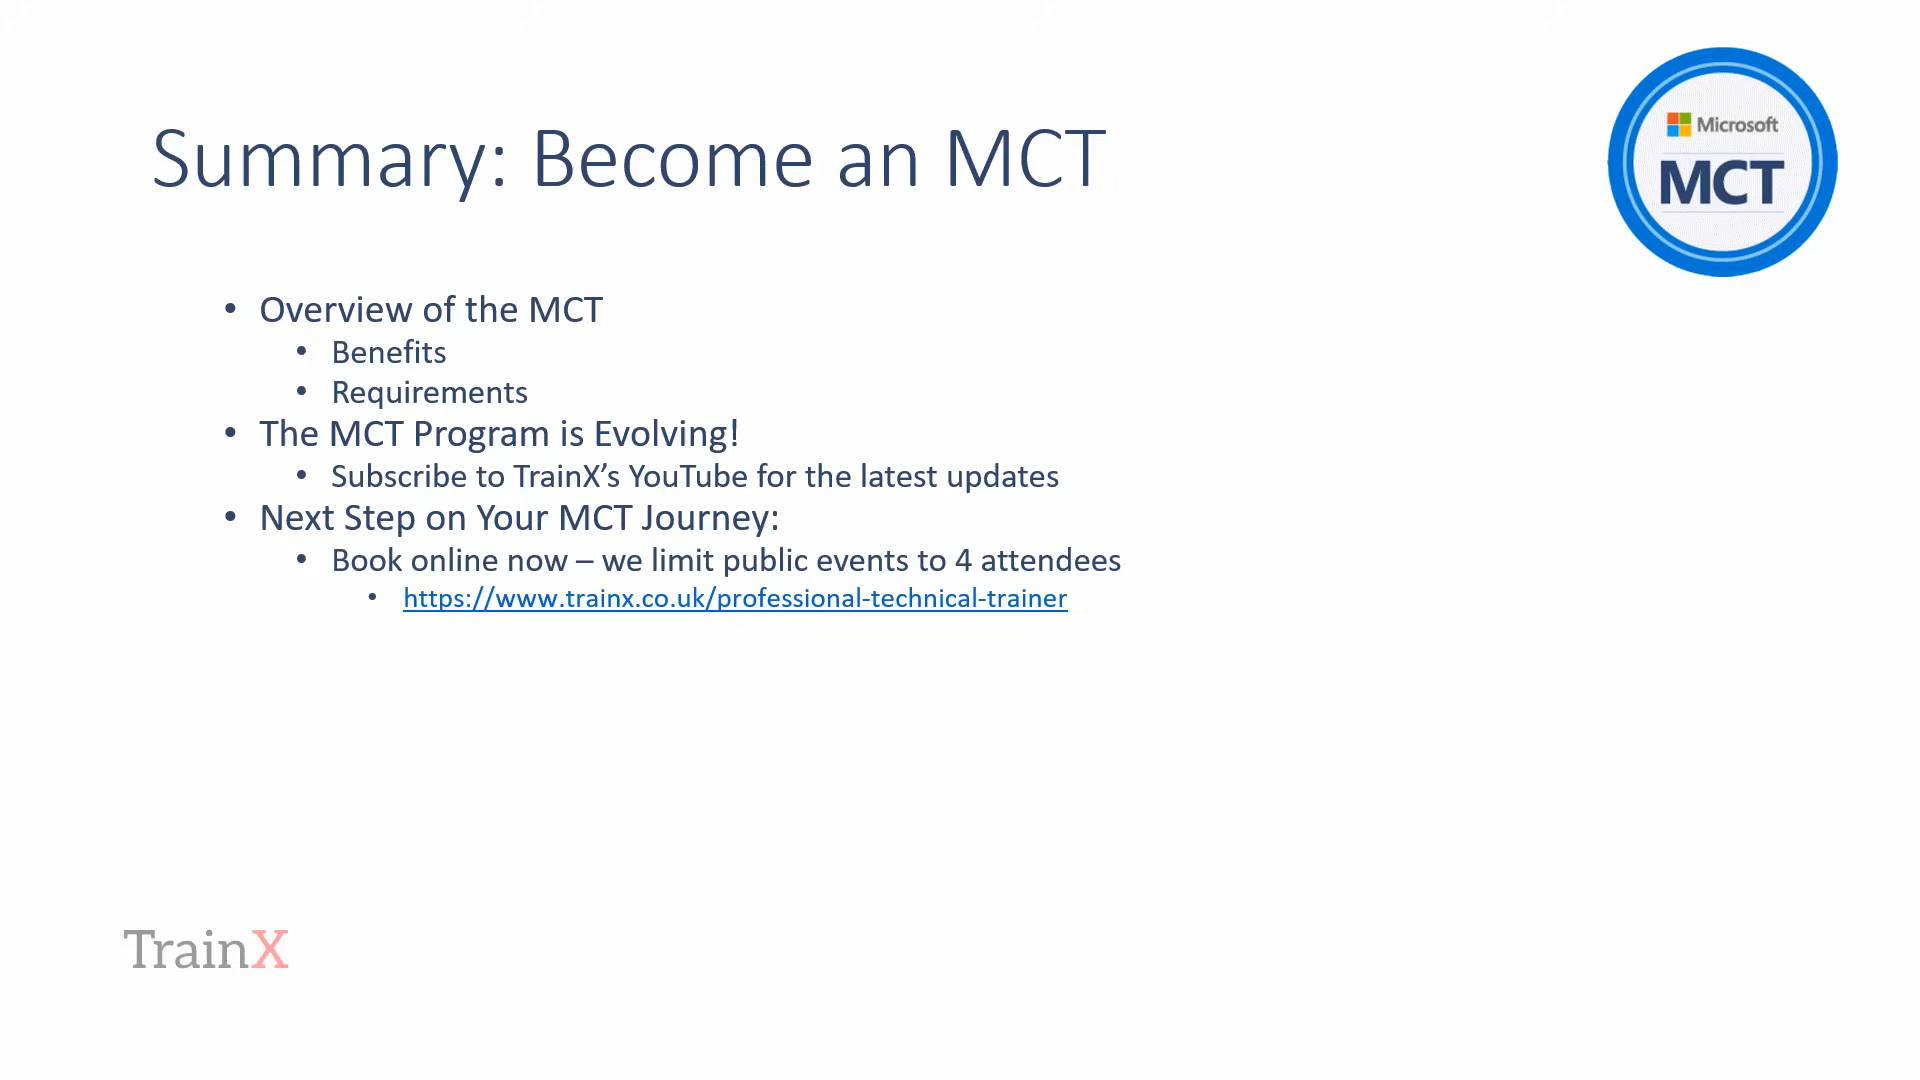 Summary: Become an MCT
Microsoft
MCT
• Overview of the MCT
• Benefits
• Requirements
• The MCT Program is Evolving!
• Subscribe to TrainX’s YouTube for the latest updates
• Next Step on Your MCT Journey:
• Book online now – we limit public events to 4 attendees
• https://www.trainx.co.uk/professional-technical-trainer
TrainX